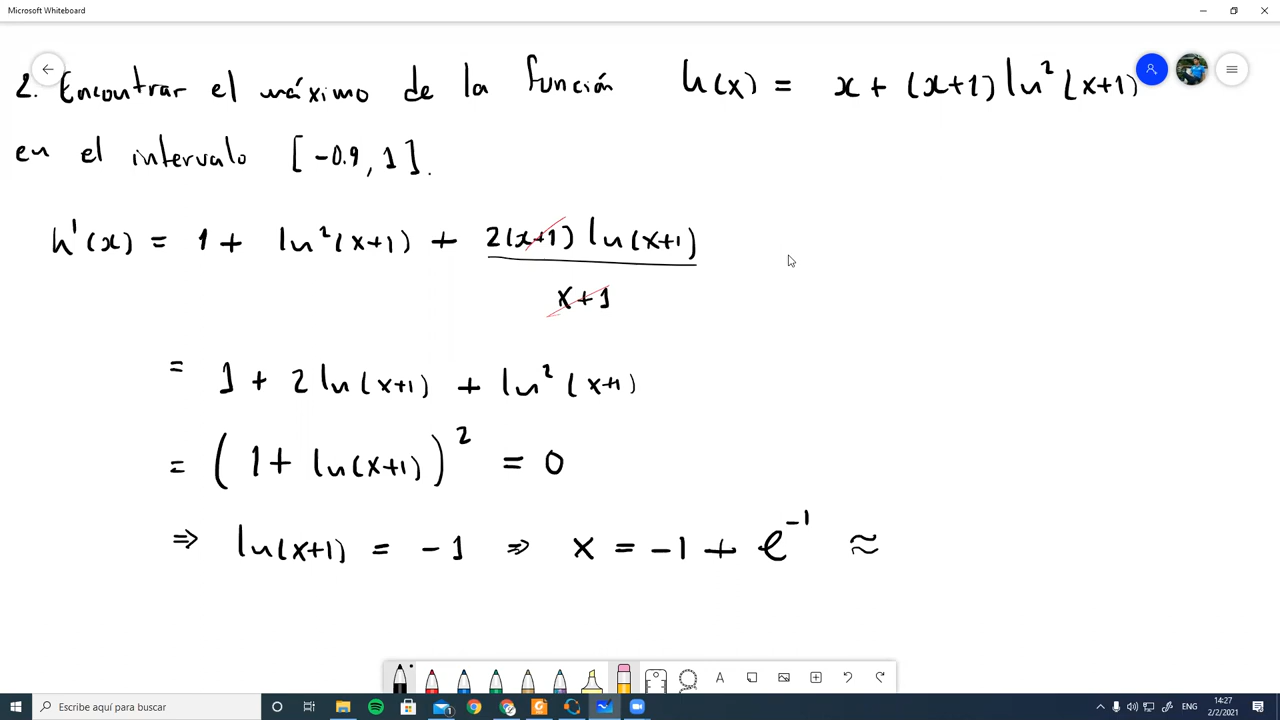 Microsoft Whiteboard
2. Encontrar el máximo de la función h(x) = x + (x+1) ln²(x+1)
en el intervalo [-0.9, 1].
h'(x) = 1 + ln²(x+1) + 2(x+1) ln(x+1)
x+1
= 1 + 2 ln(x+1) + ln²(x+1)
= (1 + ln(x+1))² = 0
⇒ ln(x+1) = -1 ⇒ x = -1 + e⁻¹ ≈
Escribe aquí para buscar
ENG
14:27
2/2/2021